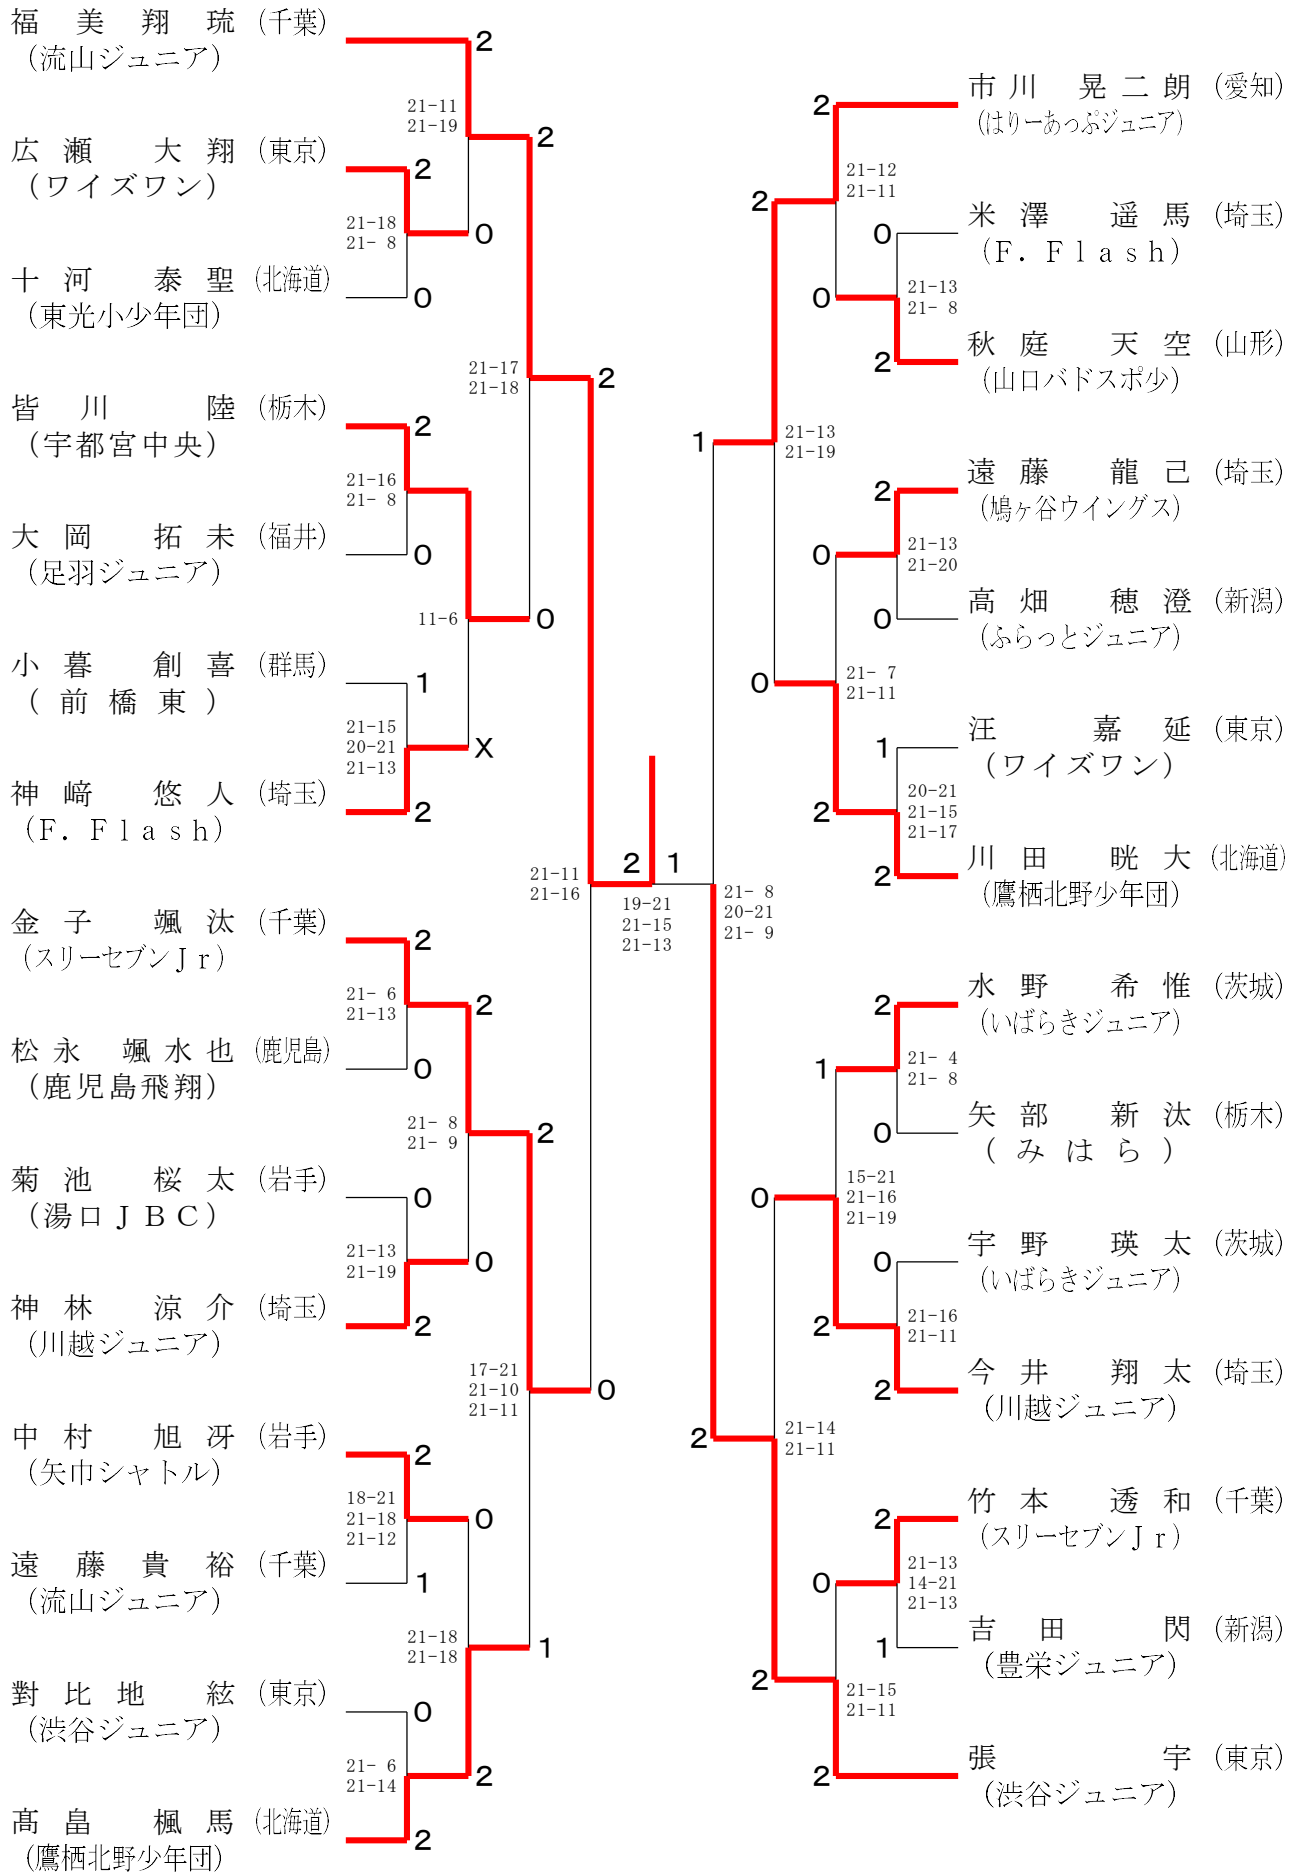 福美翔琉 (千葉)
(流山ジュニア)
2
21-11
21-19
2
広瀬 大翔 (東京)
(ワイズワン)
2
21-18
21- 8
0
十河 泰聖 (北海道)
(東光小少年団)
0
21-17
21-18
2
皆川 陸 (栃木)
(宇都宮中央)
2
21-16
21- 8
大岡 拓未 (福井)
(足羽ジュニア)
0
11-6
0
小暮 創喜 (群馬)
(前橋東)
1
21-15
20-21
21-13
X
神﨑 悠人 (埼玉)
(F. Flash)
2
21-11
21-16
金子 颯汰 (千葉)
(スリーセブンJr)
2
21- 6
21-13
2
松永 颯水也 (鹿児島)
(鹿児島飛翔)
0
21- 8
21- 9
2
菊池 桜太 (岩手)
(湯口JBC)
0
21-13
21-19
0
神林 涼介 (埼玉)
(川越ジュニア)
2
17-21
21-10
21-11
0
中村 旭冴 (岩手)
(矢巾シャトル)
2
18-21
21-18
21-12
0
遠藤貴裕 (千葉)
(流山ジュニア)
1
21-18
21-18
1
對比地 絃 (東京)
(渋谷ジュニア)
0
21- 6
21-14
2
髙畠 楓馬 (北海道)
(鷹栖北野少年団)
2
2 1
19-21
21-15
21-13
市川 晃二朗 (愛知)
(はりーあっぷジュニア)
2
21-12
21-11
2
米澤 遥馬 (埼玉)
(F. Flash)
0
21-13
21- 8
0
秋庭 天空 (山形)
(山口バドスポ少)
2
1
21-13
21-19
遠藤 龍己 (埼玉)
(鳩ヶ谷ウイングス)
2
21-13
21-20
0
高畑 穂澄 (新潟)
(ふらっとジュニア)
0
21- 7
21-11
0
汪 嘉延 (東京)
(ワイズワン)
1
20-21
21-15
21-17
2
川田 晄大 (北海道)
(鷹栖北野少年団)
2
21- 8
20-21
21- 9
水野 希惟 (茨城)
(いばらきジュニア)
2
21- 4
21- 8
1
矢部 新汰 (栃木)
(みはら)
0
15-21
21-16
21-19
0
宇野 瑛太 (茨城)
(いばらきジュニア)
0
21-16
21-11
2
今井 翔太 (埼玉)
(川越ジュニア)
2
21-14
21-11
2
竹本 透和 (千葉)
(スリーセブンJr)
2
21-13
14-21
21-13
0
吉田 閃 (新潟)
(豊栄ジュニア)
1
21-15
21-11
2
張 宇 (東京)
(渋谷ジュニア)
2